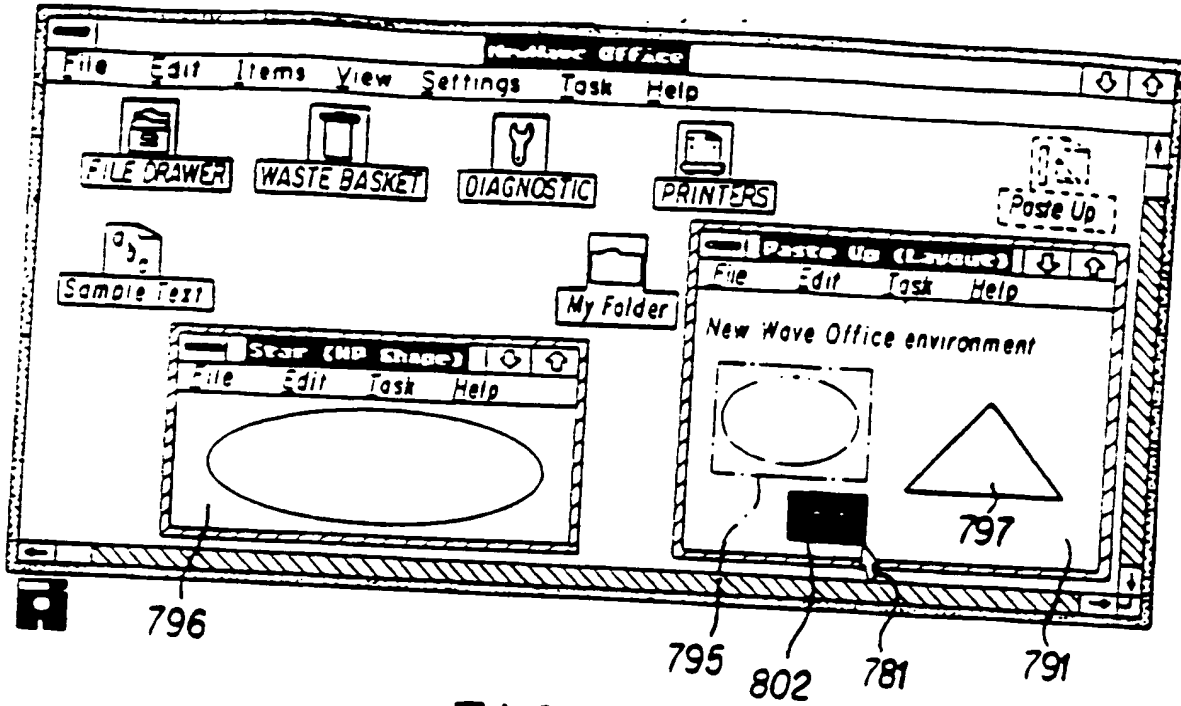 NewWave Office
File Edit Items View Settings Task Help
FILE DRAWER WASTE BASKET DIAGNOSTIC PRINTERS Paste Up
abc
Sample Text
My Folder
Paste Up (Layout)
File Edit Task Help
New Wave Office environment
Star (HP Shape)
File Edit Task Help
797
796
795
802
781
791